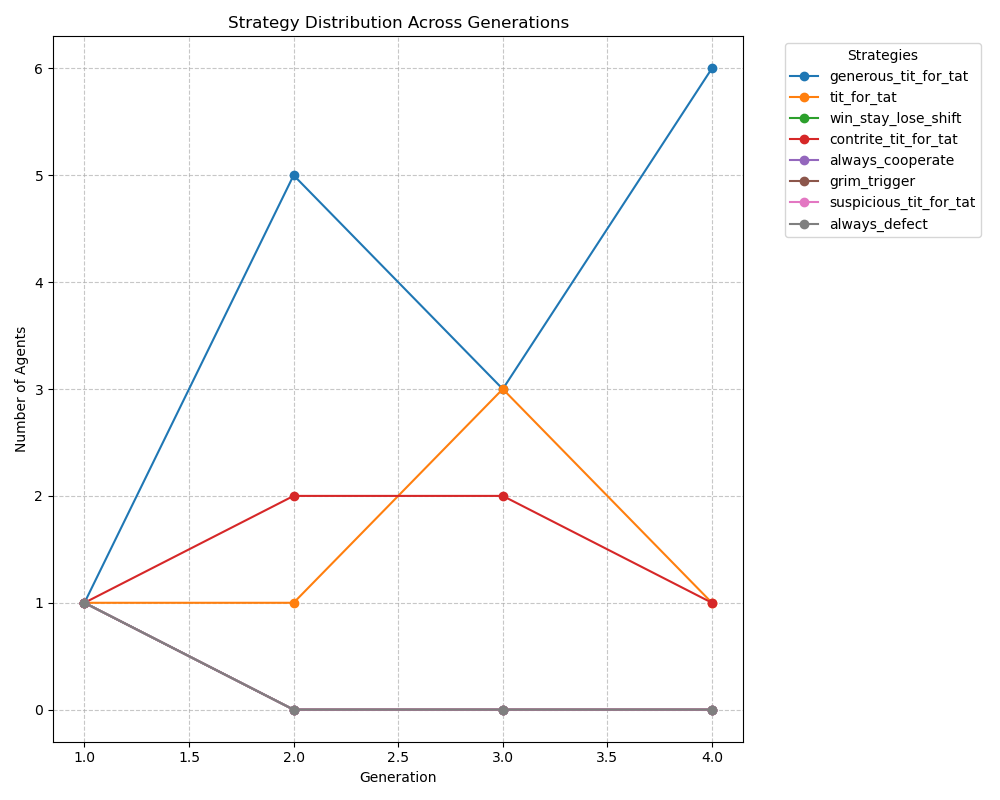 Strategy Distribution Across Generations
Number of Agents
6
5
4
3
2
1
0
1.0 1.5 2.0 2.5 3.0 3.5 4.0
Generation
Strategies
generous_tit_for_tat
tit_for_tat
win_stay_lose_shift
contrite_tit_for_tat
always_cooperate
grim_trigger
suspicious_tit_for_tat
always_defect